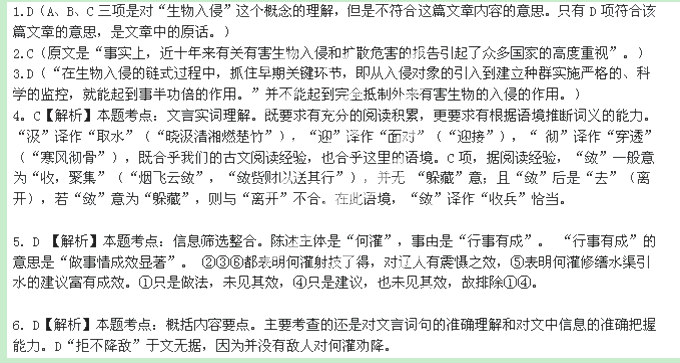 1.D（A、B、C 三项是对“生物入侵”这个概念的理解，但是不符合这篇文章内容的意思。只有 D 项符合该
篇文章的意思，是文章中的原话。）
2.C（原文是“事实上，近十年来有关有害生物入侵和扩散危害的报告引起了众多国家的高度重视”。）
3.D（“在生物入侵的链式过程中，抓住早期关键环节，即从入侵对象的引入到建立种群实施严格的、科
学的监控，就能起到事半功倍的作用。”并不能起到完全抵制外来有害生物的入侵的作用。）
4。C【解析】本题考点：文言实词理解。既要求有充分的阅读积累，更要求有根据语境推断词义的能力。
“汲”译作“取水”（“晓汲清湘燃楚竹”），“迎”译作“面对”（“迎接”），“ 彻”译作“穿透”
（“寒风彻骨”），既合乎我们的古文阅读经验，也合乎这里的语境。C 项，据阅读经验，“敛”一般意
为“收，聚集”（“烟飞云敛”，“敛赀财以送其行”），并无 “躲藏”意；且“敛”后是“去”（离
开），若“敛”意为“躲藏”，则与“离开”不合。在此语境，“敛”译作“收兵”恰当。
5. D 【解析】本题考点：信息筛选整合。陈述主体是“何灌”，事由是“行事有成”。 “行事有成”的
意思是“做事情成效显著”。 ②③⑥都表明何灌射技了得，对辽人有震慑之效，⑤表明何灌修缮水渠引
水的建议富有成效。①只是做法，未见其效，④只是建议，也未见其效，故排除①④。
6. D【解析】本题考点：概括内容要点。主要考查的还是对文言词句的准确理解和对文中信息的准确把握
能力。D“拒不降敌”于文无据，因为并没有敌人对何灌劝降。